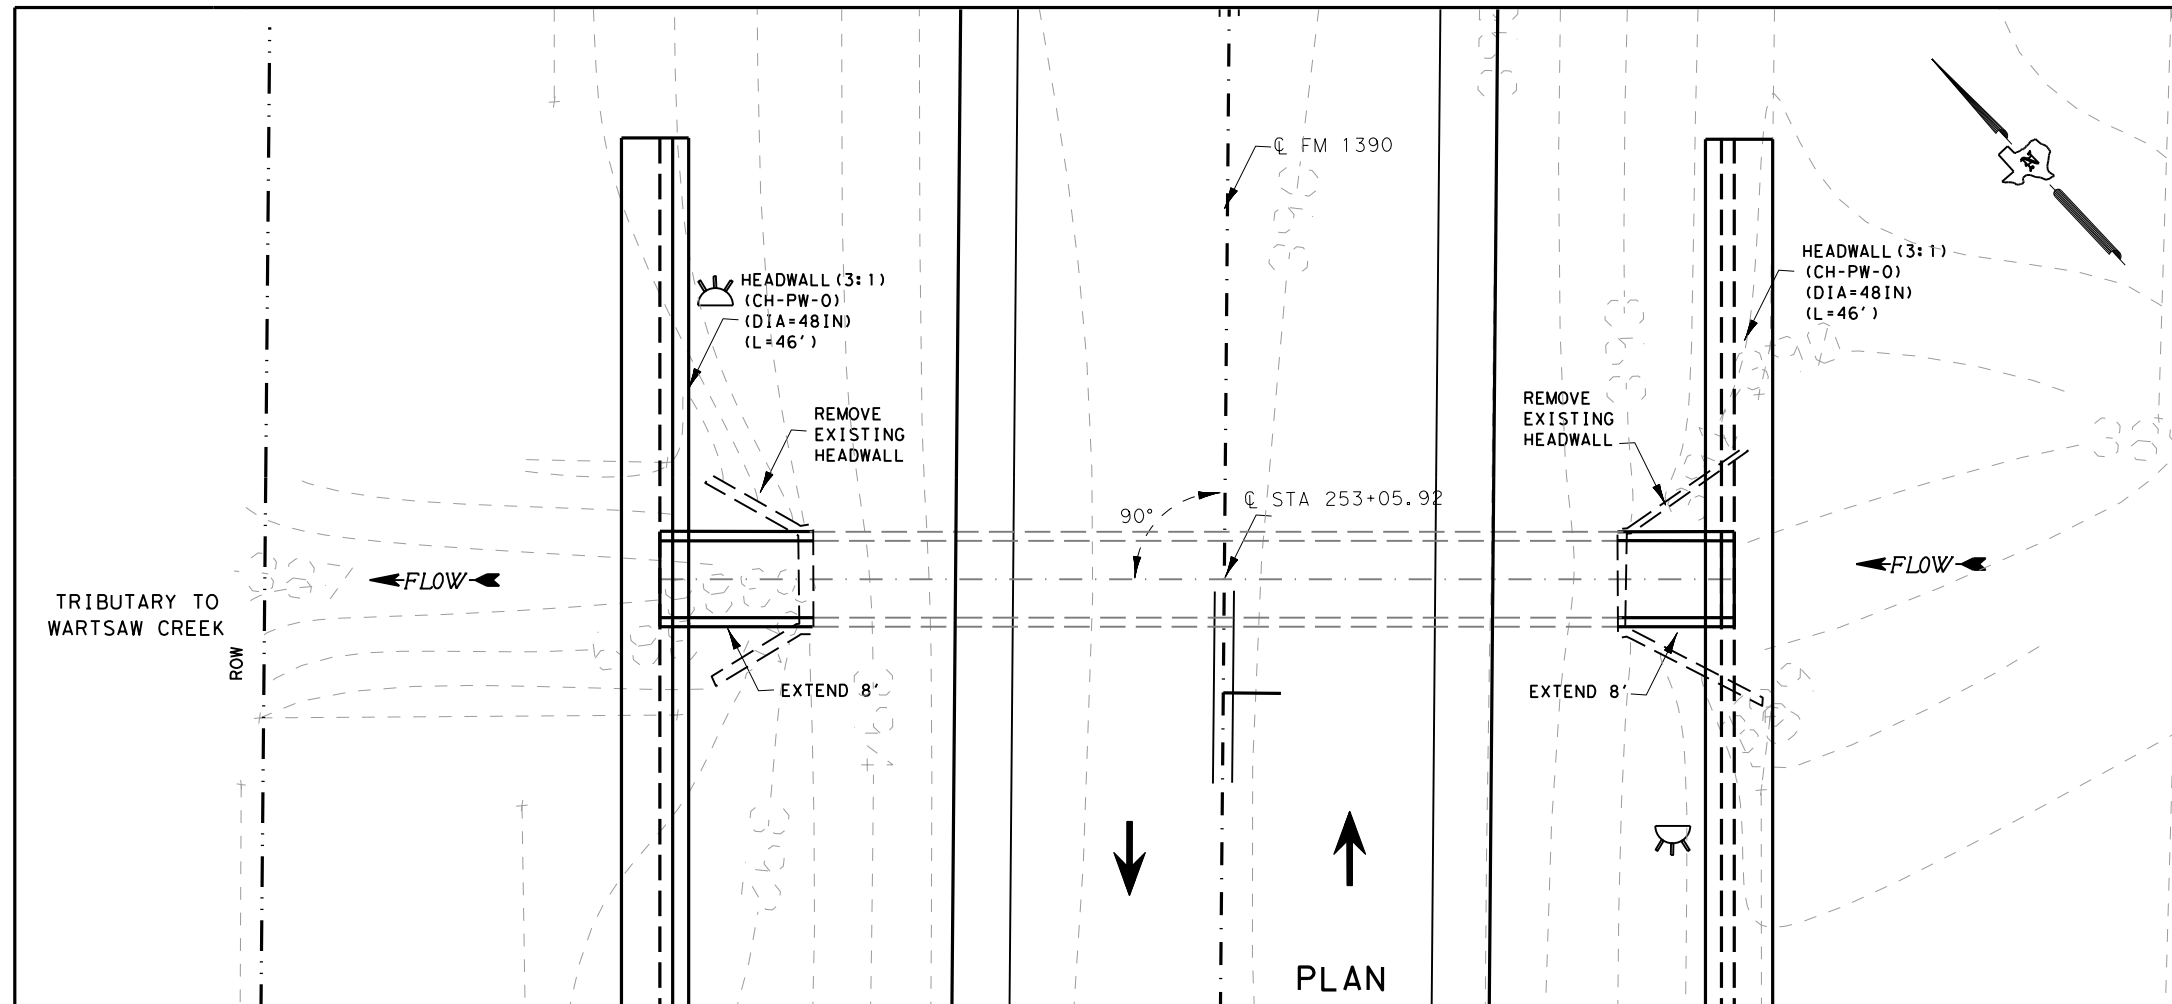 ℄ FM 1390
HEADWALL (3:1)
(CH-PW-0)
(DIA=48IN)
(L=46')
HEADWALL (3:1)
(CH-PW-0)
(DIA=48IN)
(L=46')
REMOVE
EXISTING
HEADWALL
REMOVE
EXISTING
HEADWALL
90°
℄ STA 253+05.92
FLOW
FLOW
TRIBUTARY TO
WARTSAW CREEK
ROW
EXTEND 8'
EXTEND 8'
N
PLAN